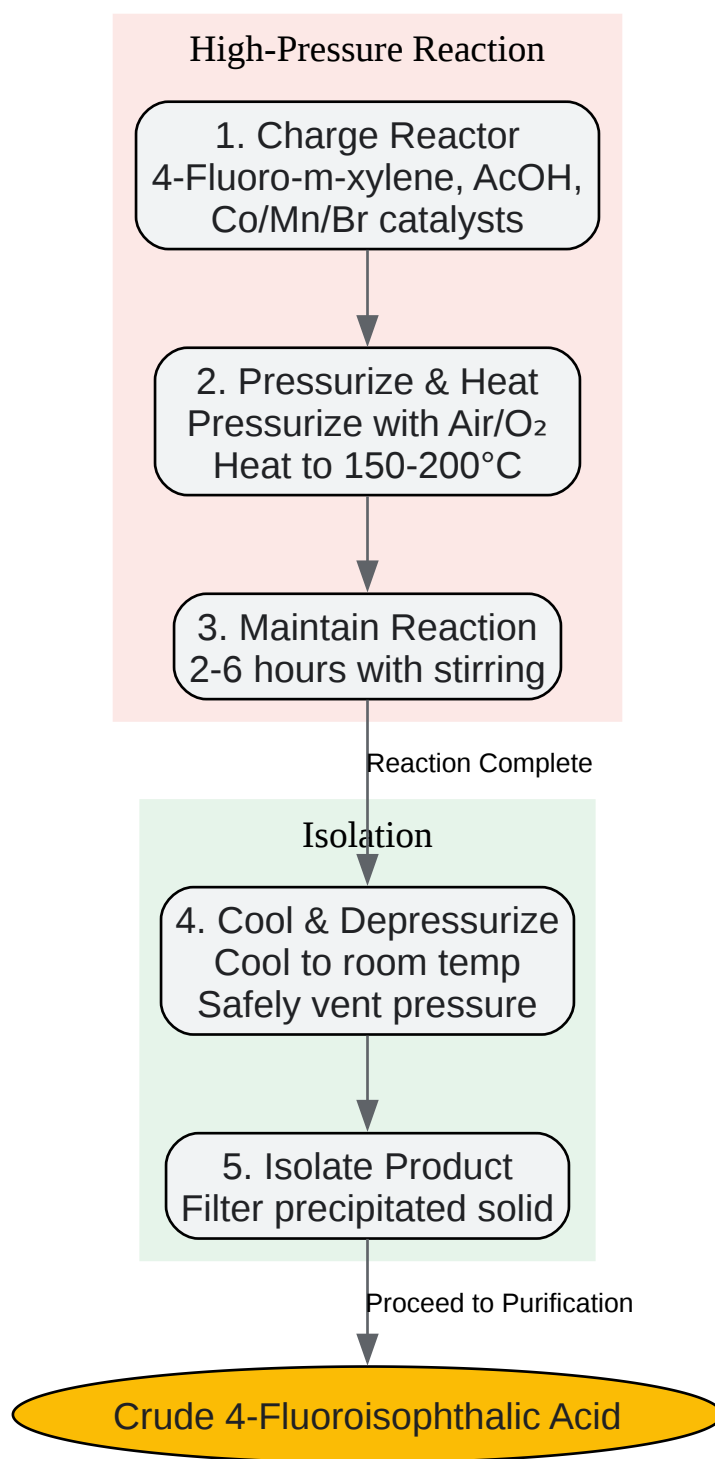 High-Pressure Reaction
1. Charge Reactor
4-Fluoro-m-xylene, AcOH,
Co/Mn/Br catalysts
2. Pressurize & Heat
Pressurize with Air/O₂
Heat to 150-200°C
3. Maintain Reaction
2-6 hours with stirring
Reaction Complete
Isolation
4. Cool & Depressurize
Cool to room temp
Safely vent pressure
5. Isolate Product
Filter precipitated solid
Proceed to Purification
Crude 4-Fluoroisophthalic Acid